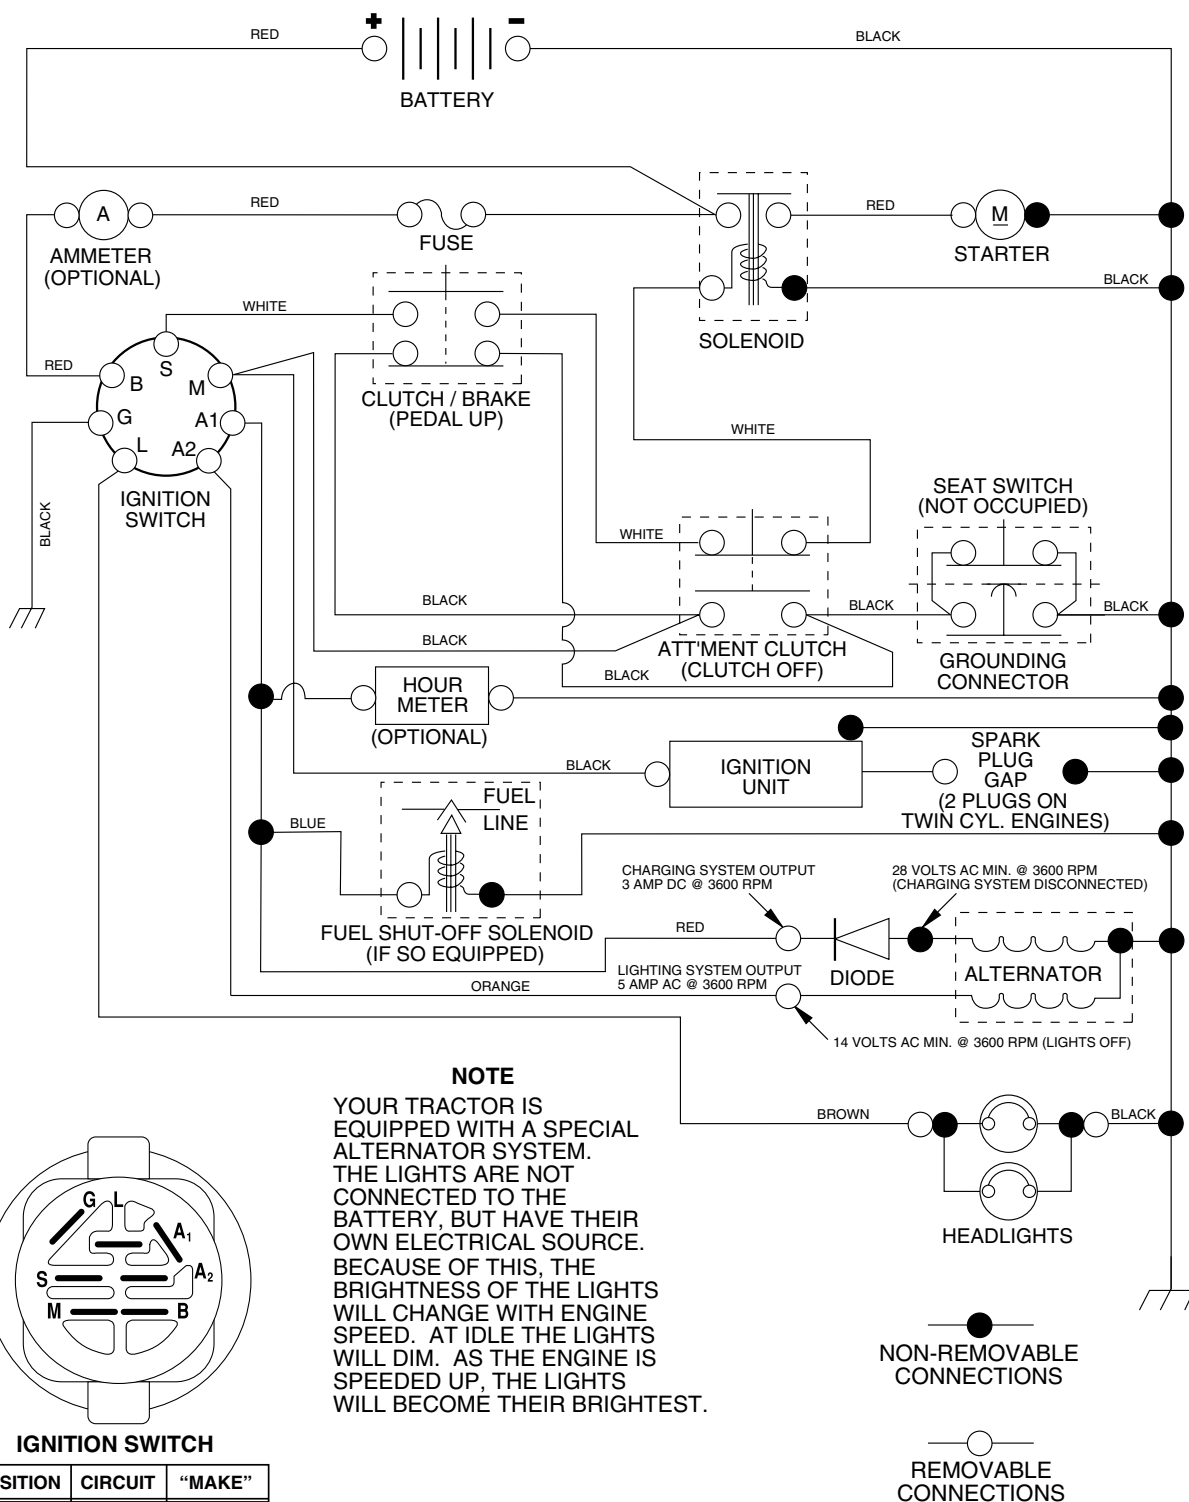 + -
RED
BLACK
BATTERY
RED
A
AMMETER
(OPTIONAL)
FUSE
RED
M
STARTER
BLACK
SOLENOID
WHITE
CLUTCH / BRAKE
(PEDAL UP)
RED
S
B
M
G
A1
L
A2
IGNITION
SWITCH
BLACK
WHITE
WHITE
SEAT SWITCH
(NOT OCCUPIED)
BLACK
BLACK
BLACK
BLACK
BLACK
ATT'MENT CLUTCH
(CLUTCH OFF)
GROUNDING
CONNECTOR
HOUR
METER
(OPTIONAL)
BLACK
IGNITION
UNIT
SPARK
PLUG
GAP
(2 PLUGS ON
TWIN CYL. ENGINES)
BLUE
FUEL
LINE
FUEL SHUT-OFF SOLENOID
(IF SO EQUIPPED)
CHARGING SYSTEM OUTPUT
3 AMP DC @ 3600 RPM
28 VOLTS AC MIN. @ 3600 RPM
(CHARGING SYSTEM DISCONNECTED)
RED
DIODE
ALTERNATOR
LIGHTING SYSTEM OUTPUT
5 AMP AC @ 3600 RPM
ORANGE
14 VOLTS AC MIN. @ 3600 RPM (LIGHTS OFF)
BROWN
BLACK
HEADLIGHTS
NOTE
YOUR TRACTOR IS
EQUIPPED WITH A SPECIAL
ALTERNATOR SYSTEM.
THE LIGHTS ARE NOT
CONNECTED TO THE
BATTERY, BUT HAVE THEIR
OWN ELECTRICAL SOURCE.
BECAUSE OF THIS, THE
BRIGHTNESS OF THE LIGHTS
WILL CHANGE WITH ENGINE
SPEED. AT IDLE THE LIGHTS
WILL DIM. AS THE ENGINE IS
SPEEDED UP, THE LIGHTS
WILL BECOME THEIR BRIGHTEST.
G L
A1
S
A2
M
B
IGNITION SWITCH
SITION CIRCUIT “MAKE”
NON-REMOVABLE
CONNECTIONS
REMOVABLE
CONNECTIONS